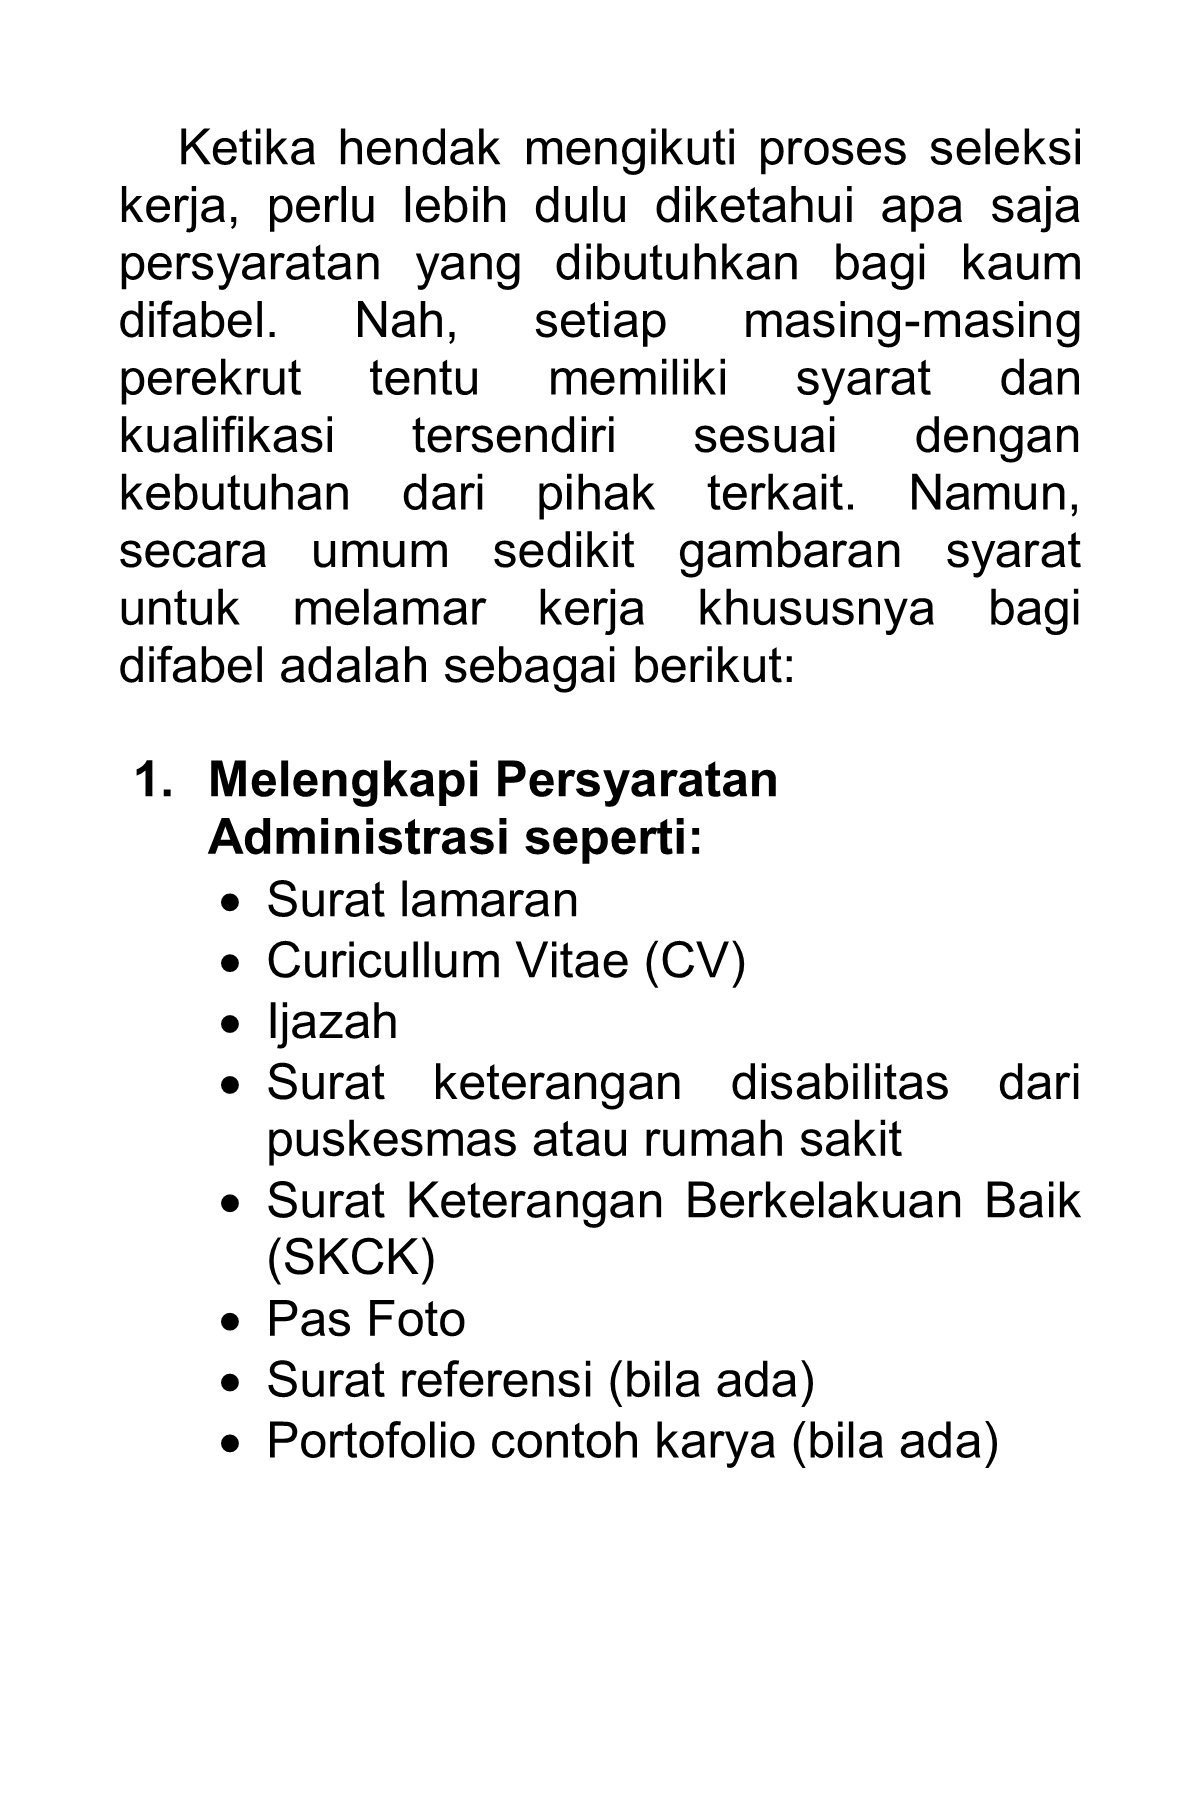 Ketika hendak mengikuti proses seleksi
kerja, perlu lebih dulu diketahui apa saja
persyaratan yang dibutuhkan bagi kaum
difabel. Nah, setiap masing-masing
perekrut tentu memiliki syarat dan
kualifikasi tersendiri sesuai dengan
kebutuhan dari pihak terkait. Namun,
secara umum sedikit gambaran syarat
untuk melamar kerja khususnya bagi
difabel adalah sebagai berikut:
1. Melengkapi Persyaratan
Administrasi seperti:
• Surat lamaran
• Curicullum Vitae (CV)
• Ijazah
• Surat keterangan disabilitas dari
puskesmas atau rumah sakit
• Surat Keterangan Berkelakuan Baik
(SKCK)
• Pas Foto
• Surat referensi (bila ada)
• Portofolio contoh karya (bila ada)